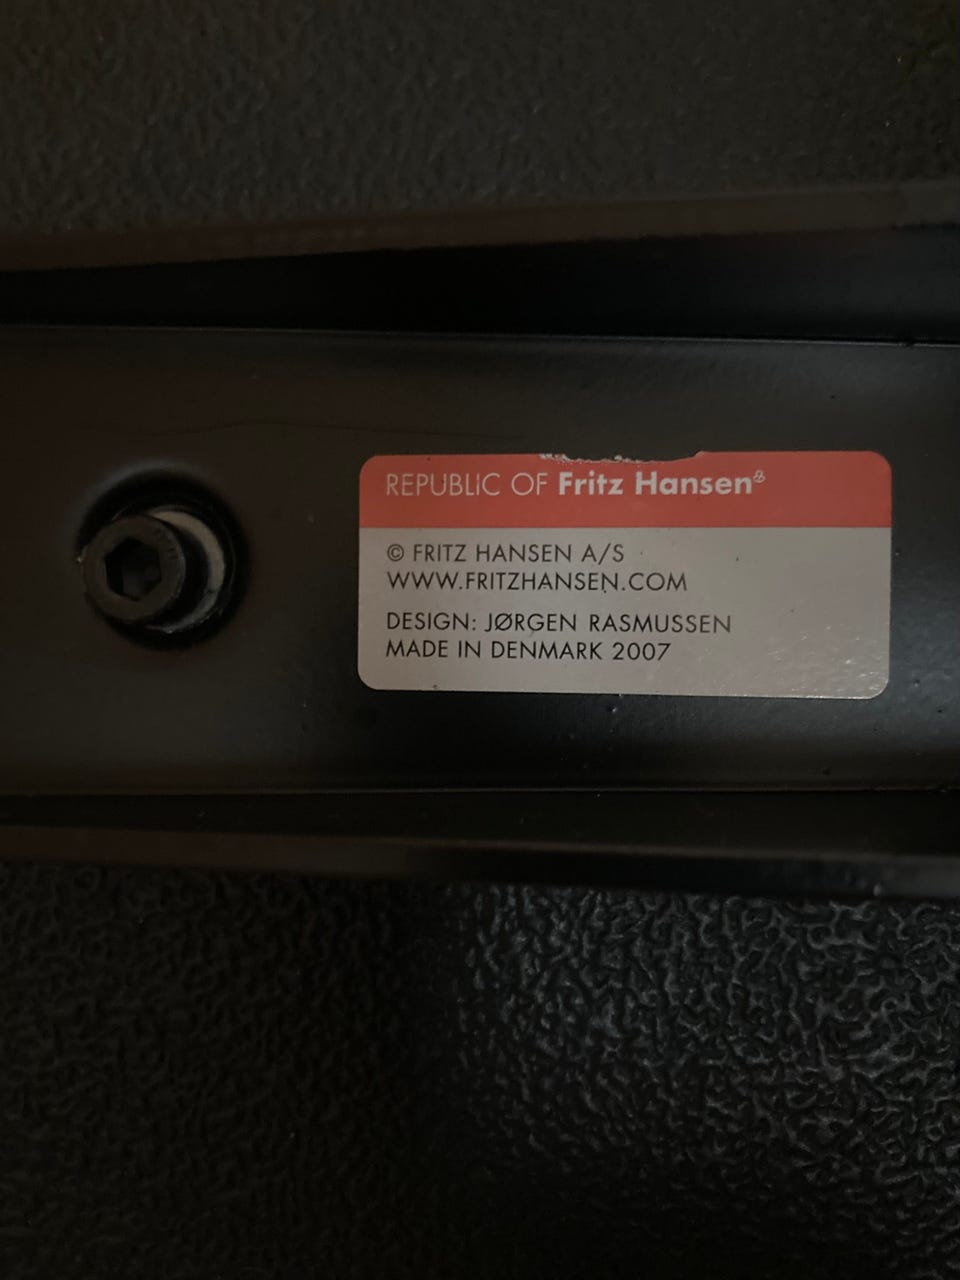 REPUBLIC OF Fritz Hansen®
© FRITZ HANSEN A/S
WWW.FRITZHANSEN.COM
DESIGN: JØRGEN RASMUSSEN
MADE IN DENMARK 2007